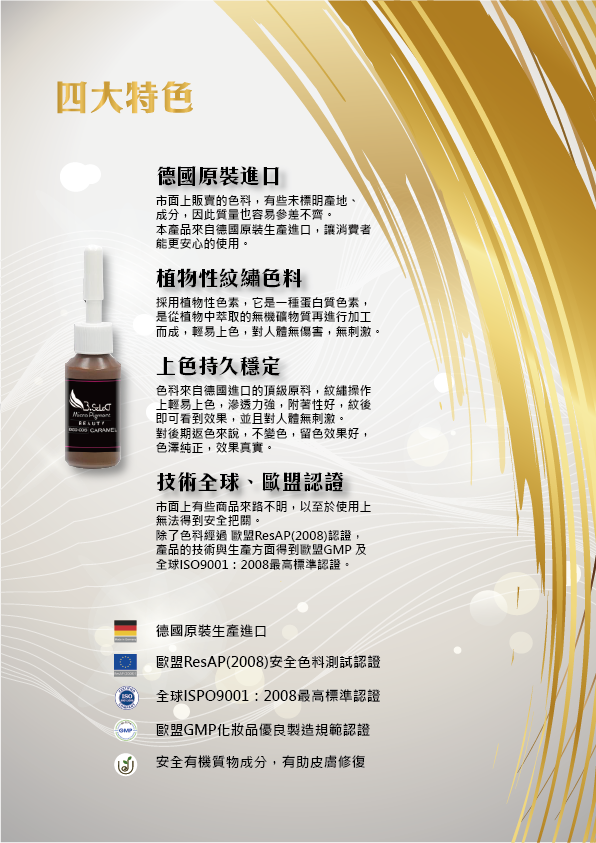 四大特色
德國原裝進口
市面上販賣的色料，有些未標明產地、
成分，因此質量也容易參差不齊。
本產品來自德國原裝生產進口，讓消費者
能更安心的使用。
植物性紋繡色料
採用植物性色素，它是一種蛋白質色素，
是從植物中萃取的無機礦物質再進行加工
而成，輕易上色，對人體無傷害，無刺激。
上色持久穩定
色料來自德國進口的頂級原料，紋繡操作
上輕易上色，滲透力強，附著性好，紋後
即可看到效果，並且對人體無刺激。
對後期返色來說，不變色，留色效果好，
色澤純正，效果真實。
Micro Pigment
BEAUTY
CARAMEL
技術全球、歐盟認證
市面上有些商品來路不明，以至於使用上
無法得到安全把關。
除了色料經過 歐盟ResAP(2008)認證，
產品的技術與生產方面得到歐盟GMP 及
全球ISO9001：2008最高標準認證。
德國原裝生產進口
歐盟ResAP(2008)安全色料測試認證
ISO
全球ISPO9001：2008最高標準認證
GMP
歐盟GMP化妝品優良製造規範認證
安全有機質物成分，有助皮膚修復